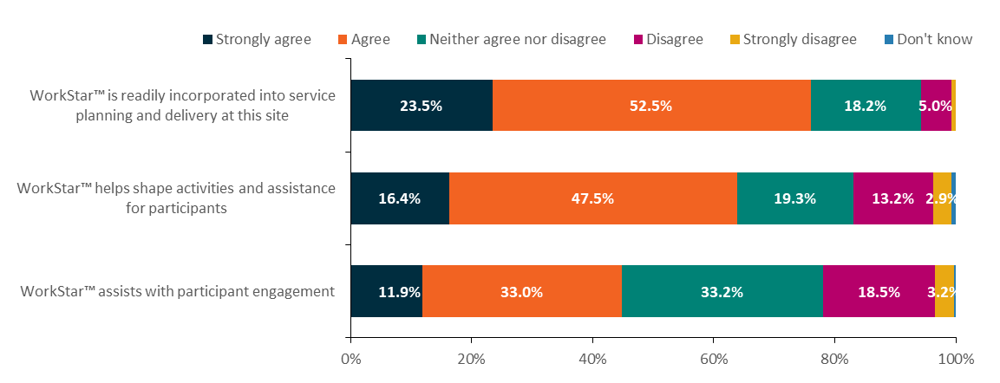 Strongly agree Agree Neither agree nor disagree Disagree Strongly disagree Don't know
WorkStar™ is readily incorporated into service
planning and delivery at this site
23.5% 52.5% 18.2% 5.0%
WorkStar™ helps shape activities and assistance
for participants
16.4% 47.5% 19.3% 13.2% 2.9%
WorkStar™ assists with participant engagement
11.9% 33.0% 33.2% 18.5% 3.2%
0% 20% 40% 60% 80% 100%